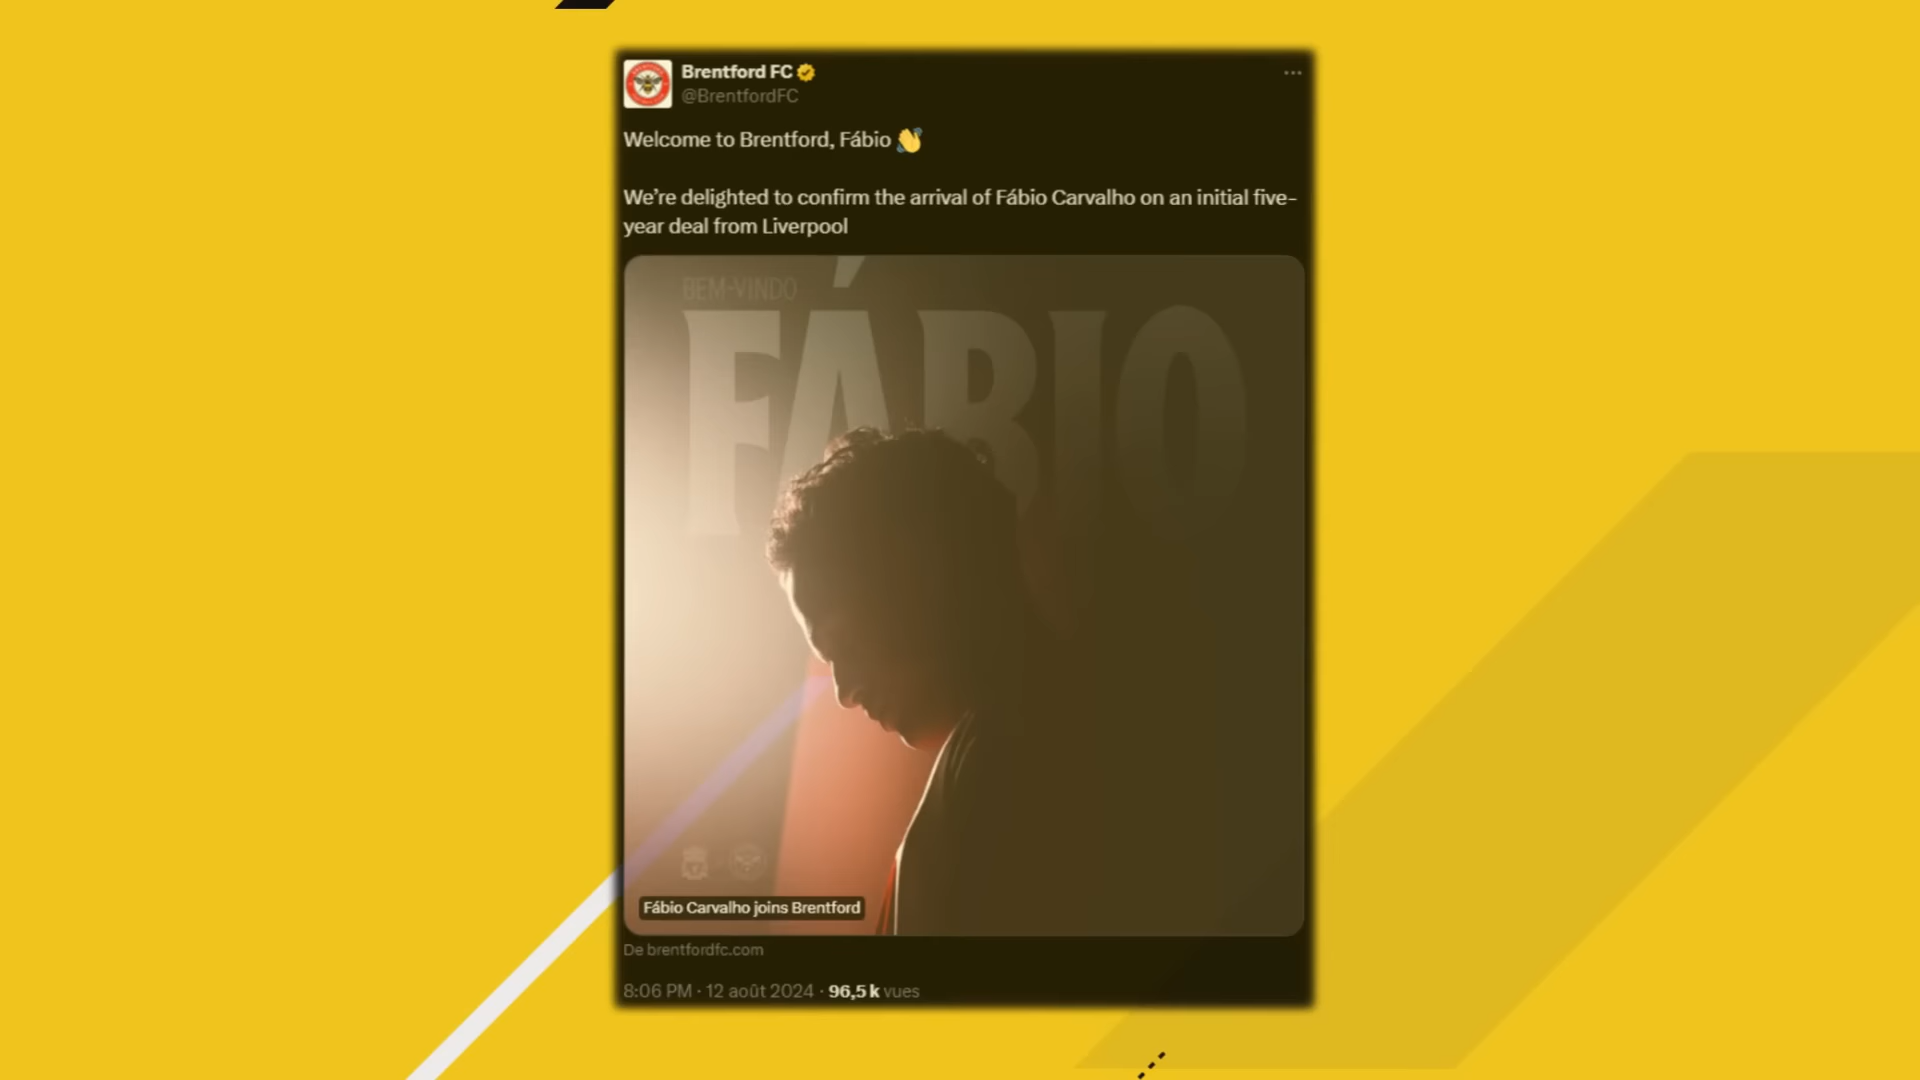 Brentford FC
@BrentfordFC
Welcome to Brentford, Fábio 👋
We're delighted to confirm the arrival of Fábio Carvalho on an initial five-
year deal from Liverpool
BEM-VINDO
FÁBIO
Fábio Carvalho joins Brentford
De brentfordfc.com
8:06 PM · 12 août 2024 · 96,5 k vues